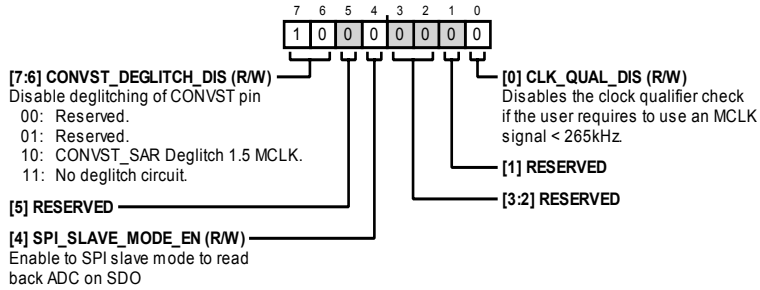 7 6 5 4 3 2 1 0
1 0 0 0 0 0 0 0
[7:6] CONVST_DEGLITCH_DIS (R/W)
Disable deglitching of CONVST pin
00: Reserved.
01: Reserved.
10: CONVST_SAR Deglitch 1.5 MCLK.
11: No deglitch circuit.
[5] RESERVED
[4] SPI_SLAVE_MODE_EN (R/W)
Enable to SPI slave mode to read
back ADC on SDO
[0] CLK_QUAL_DIS (R/W)
Disables the clock qualifier check
if the user requires to use an MCLK
signal < 265kHz.
[1] RESERVED
[3:2] RESERVED